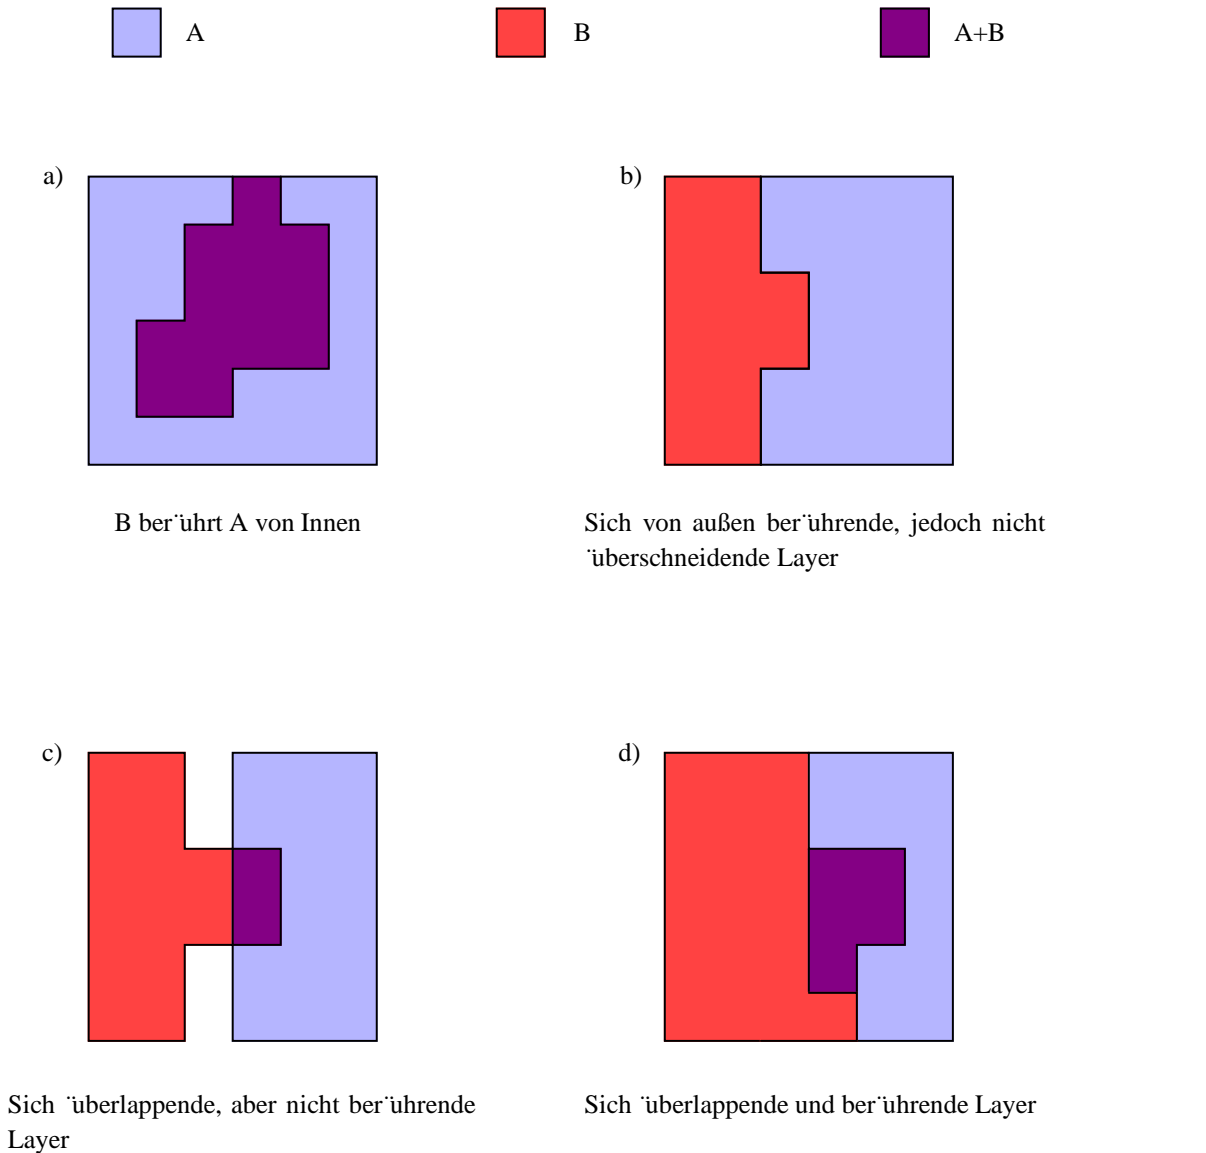 A
B
A+B
a)
b)
B ber¨uhrt A von Innen
Sich von außen ber¨uhrende, jedoch nicht
¨uberschneidende Layer
c)
d)
Sich ¨uberlappende, aber nicht ber¨uhrende
Layer
Sich ¨uberlappende und ber¨uhrende Layer